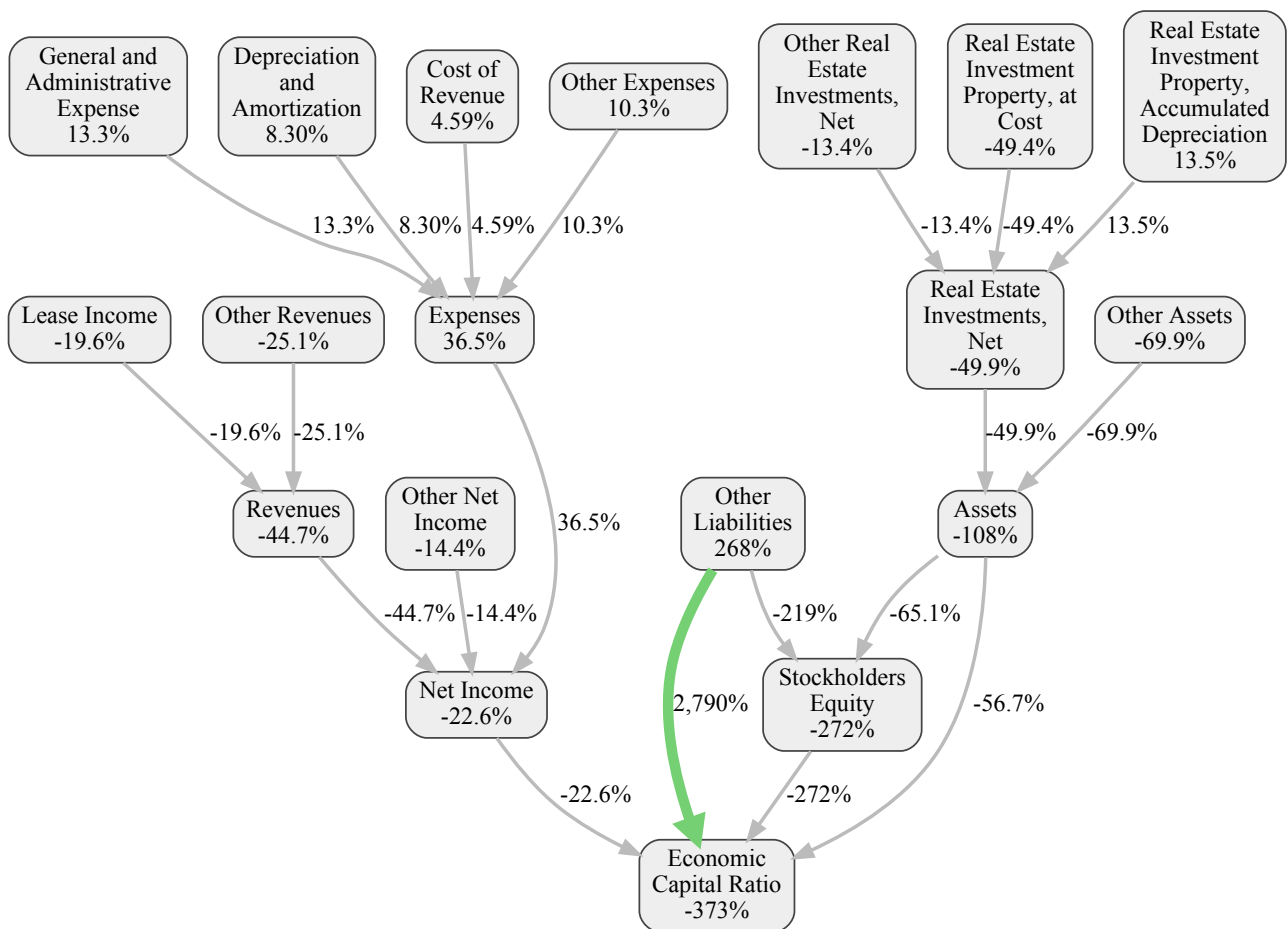 General and
Administrative
Expense
13.3%
Depreciation
and
Amortization
8.30%
Cost of
Revenue
4.59%
Other Expenses
10.3%
Other Real
Estate
Investments,
Net
-13.4%
Real Estate
Investment
Property, at
Cost
-49.4%
Real Estate
Investment
Property,
Accumulated
Depreciation
13.5%
13.3%
8.30%
4.59%
10.3%
-13.4%
-49.4%
13.5%
Lease Income
-19.6%
Other Revenues
-25.1%
Expenses
36.5%
Real Estate
Investments,
Net
-49.9%
Other Assets
-69.9%
-19.6%
-25.1%
-49.9%
-69.9%
Revenues
-44.7%
Other Net
Income
-14.4%
36.5%
Other
Liabilities
268%
Assets
-108%
-44.7%
-14.4%
-219%
-65.1%
Net Income
-22.6%
2,790%
Stockholders
Equity
-272%
-56.7%
-22.6%
-272%
Economic
Capital Ratio
-373%